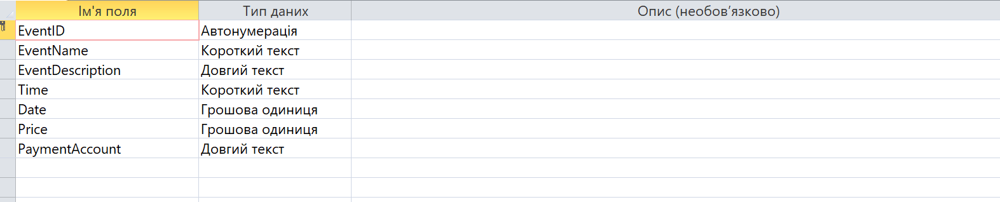 Ім'я поля Тип даних Опис (необов’язково)
EventID Автонумерація
EventName Короткий текст
EventDescription Довгий текст
Time Короткий текст
Date Грошова одиниця
Price Грошова одиниця
PaymentAccount Довгий текст